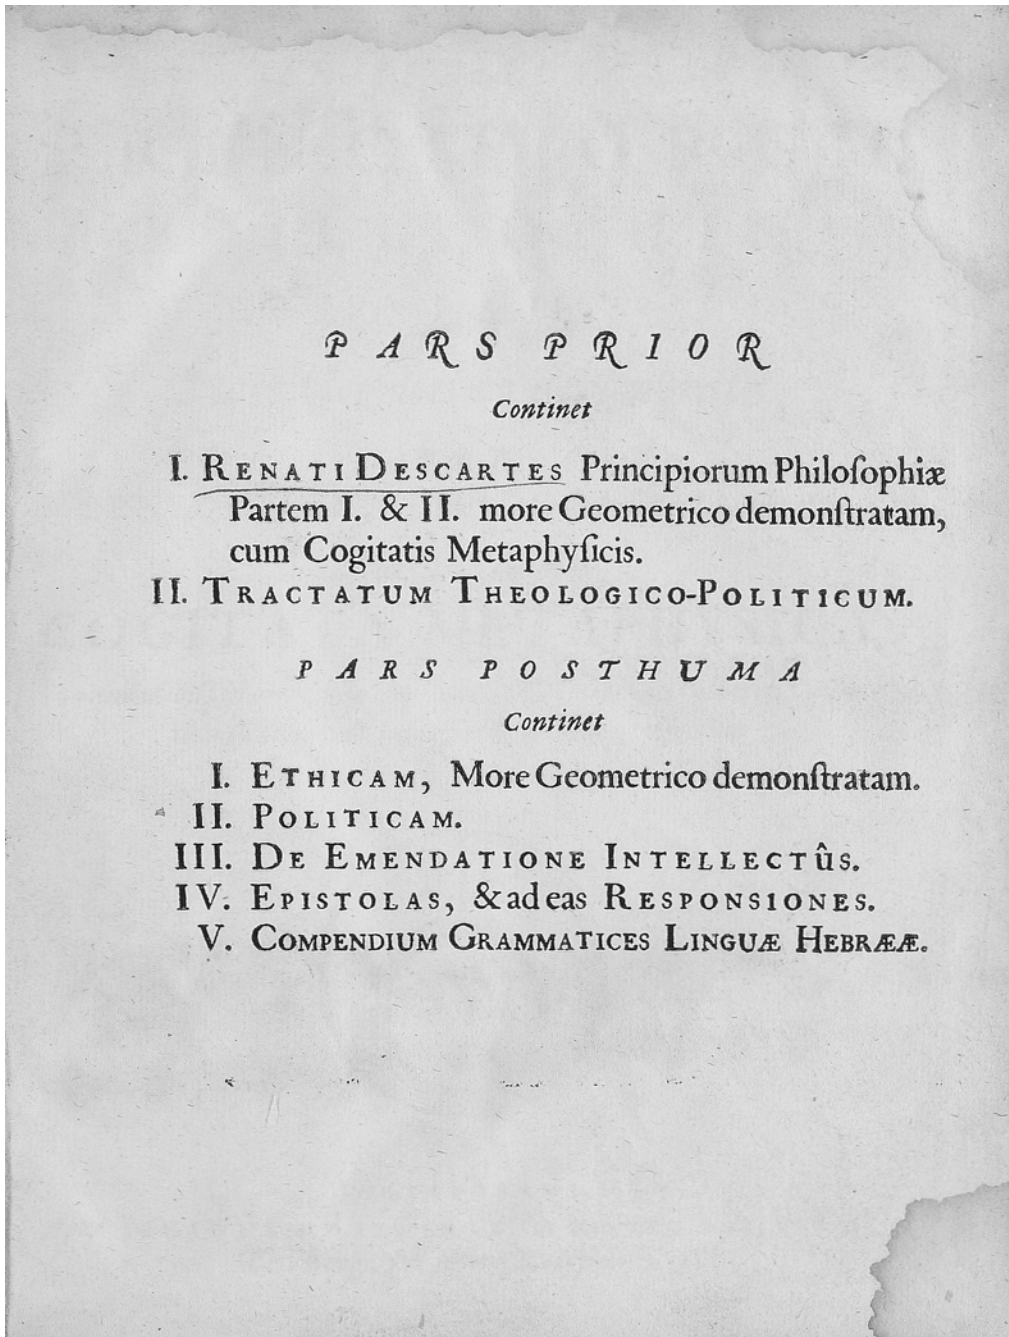 PARS PRIOR
Continet
I. RENATI DESCARTES Principiorum Philoſophiæ
Partem I. & II. more Geometrico demonſtratam,
cum Cogitatis Metaphyſicis.
II. TRACTATUM THEOLOGICO-POLITICUM.
PARS POSTHUMA
Continet
I. ETHICAM, More Geometrico demonſtratam.
II. POLITICAM.
III. DE EMENDATIONE INTELLECTÛS.
IV. EPISTOLAS, & ad eas RESPONSIONES.
V. COMPENDIUM GRAMMATICES LINGUÆ HEBRÆÆ.